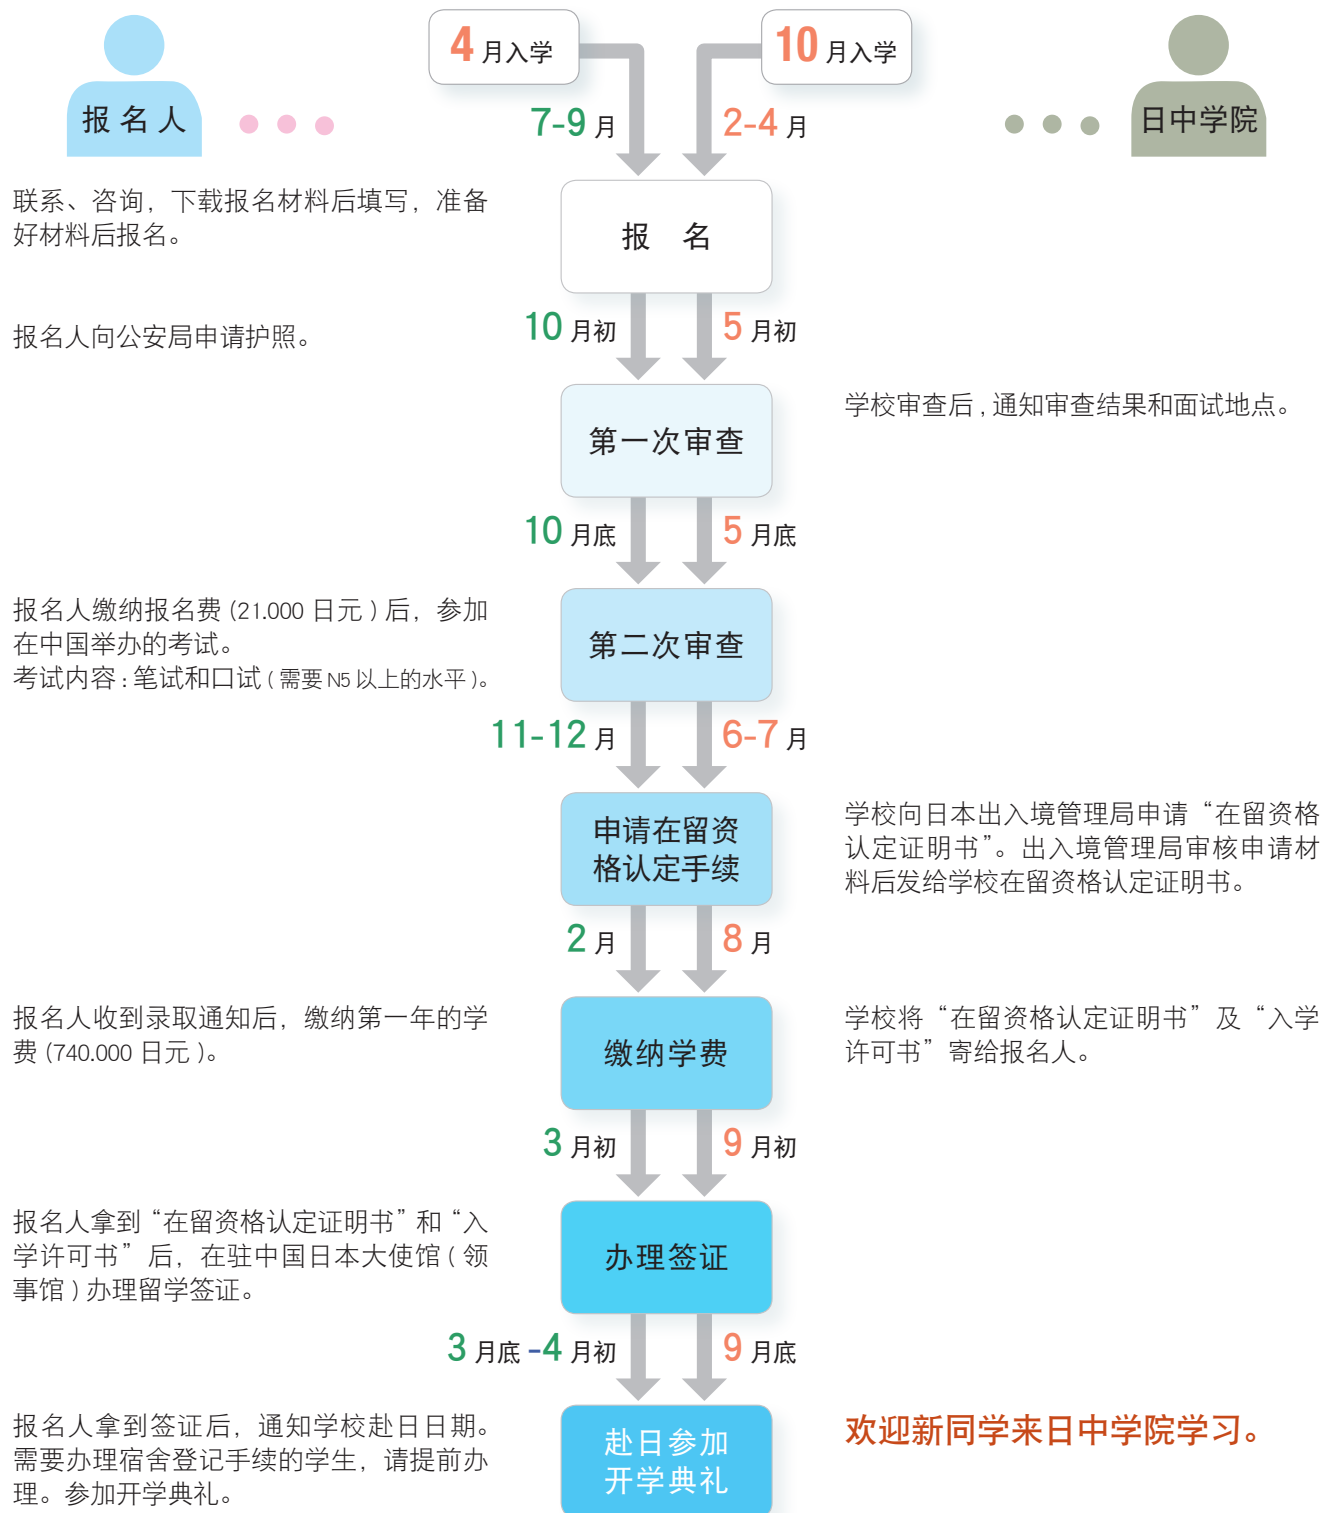 报名人
4 月入学
10 月入学
日中学院
7-9 月
2-4 月
联系、咨询，下载报名材料后填写，准备
好材料后报名。
报 名
报名人向公安局申请护照。
10 月初
5 月初
第一次审查
学校审查后 , 通知审查结果和面试地点。
10 月底
5 月底
报名人缴纳报名费 (21.000 日元 ) 后，参加
在中国举办的考试。
考试内容 : 笔试和口试 ( 需要 N5 以上的水平 )。
第二次审查
11-12 月
6-7 月
申请在留资
格认定手续
学校向日本出入境管理局申请“在留资格
认定证明书”。出入境管理局审核申请材
料后发给学校在留资格认定证明书。
2 月
8 月
报名人收到录取通知后，缴纳第一年的学
费 (740.000 日元 )。
缴纳学费
学校将“在留资格认定证明书”及“入学
许可书”寄给报名人。
3 月初
9 月初
报名人拿到“在留资格认定证明书”和“入
学许可书”后，在驻中国日本大使馆 ( 领
事馆 ) 办理留学签证。
办理签证
3 月底 -4 月初
9 月底
报名人拿到签证后，通知学校赴日日期。
需要办理宿舍登记手续的学生，请提前办
理。参加开学典礼。
赴日参加
开学典礼
欢迎新同学来日中学院学习。